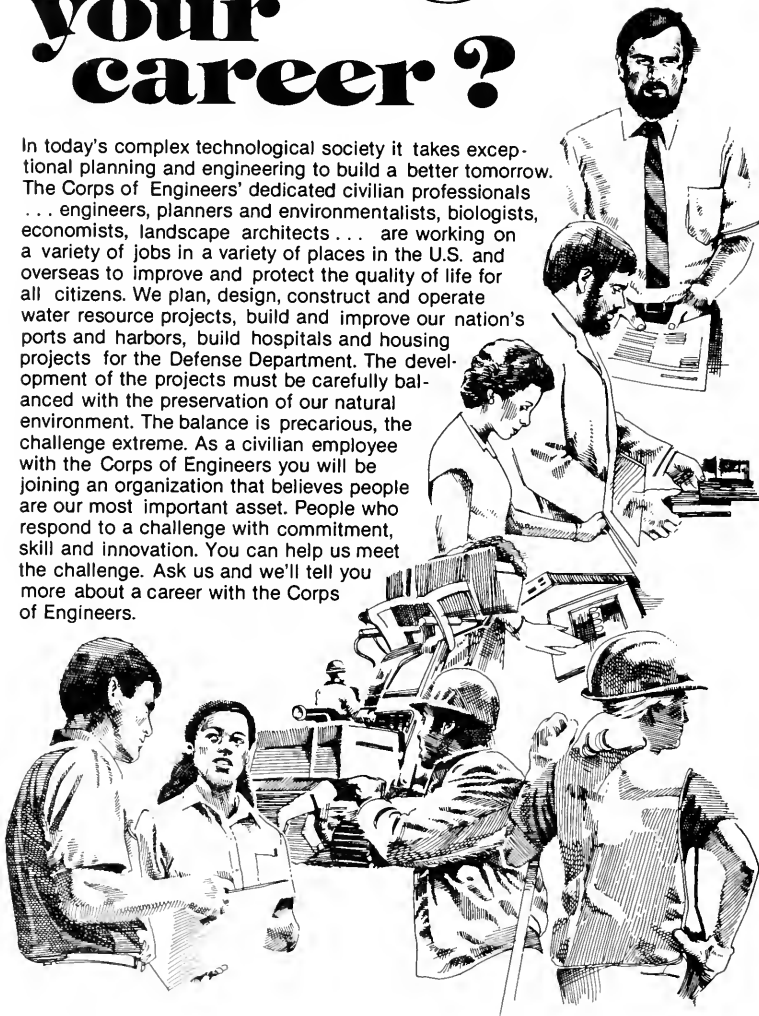 your
career?
In today's complex technological society it takes excep-
tional planning and engineering to build a better tomorrow.
The Corps of Engineers' dedicated civilian professionals
... engineers, planners and environmentalists, biologists,
economists, landscape architects... are working on
a variety of jobs in a variety of places in the U.S. and
overseas to improve and protect the quality of life for
all citizens. We plan, design, construct and operate
water resource projects, build and improve our nation's
ports and harbors, build hospitals and housing
projects for the Defense Department. The devel-
opment of the projects must be carefully bal-
anced with the preservation of our natural
environment. The balance is precarious, the
challenge extreme. As a civilian employee
with the Corps of Engineers you will be
joining an organization that believes people
are our most important asset. People who
respond to a challenge with commitment,
skill and innovation. You can help us meet
the challenge. Ask us and we'll tell you
more about a career with the Corps
of Engineers.